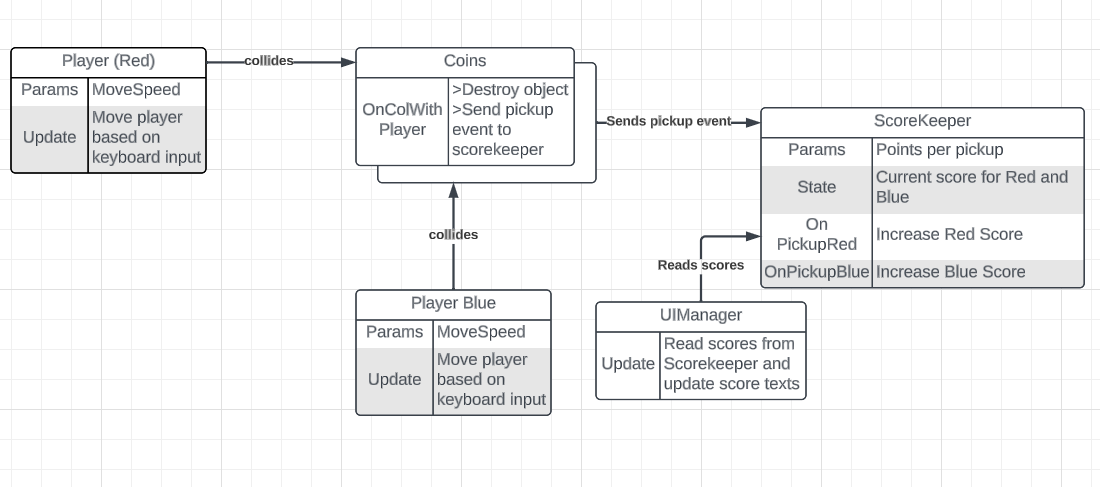 Player (Red)
Params
MoveSpeed
Update
Move player
based on
keyboard input
collides
Coins
OnColWith
Player
>Destroy object
>Send pickup
event to
scorekeeper
Sends pickup event
ScoreKeeper
Params
Points per pickup
State
Current score for Red and
Blue
On
PickupRed
Increase Red Score
OnPickupBlue
Increase Blue Score
collides
Reads scores
Player Blue
Params
MoveSpeed
Update
Move player
based on
keyboard input
UIManager
Update
Read scores from
Scorekeeper and
update score texts